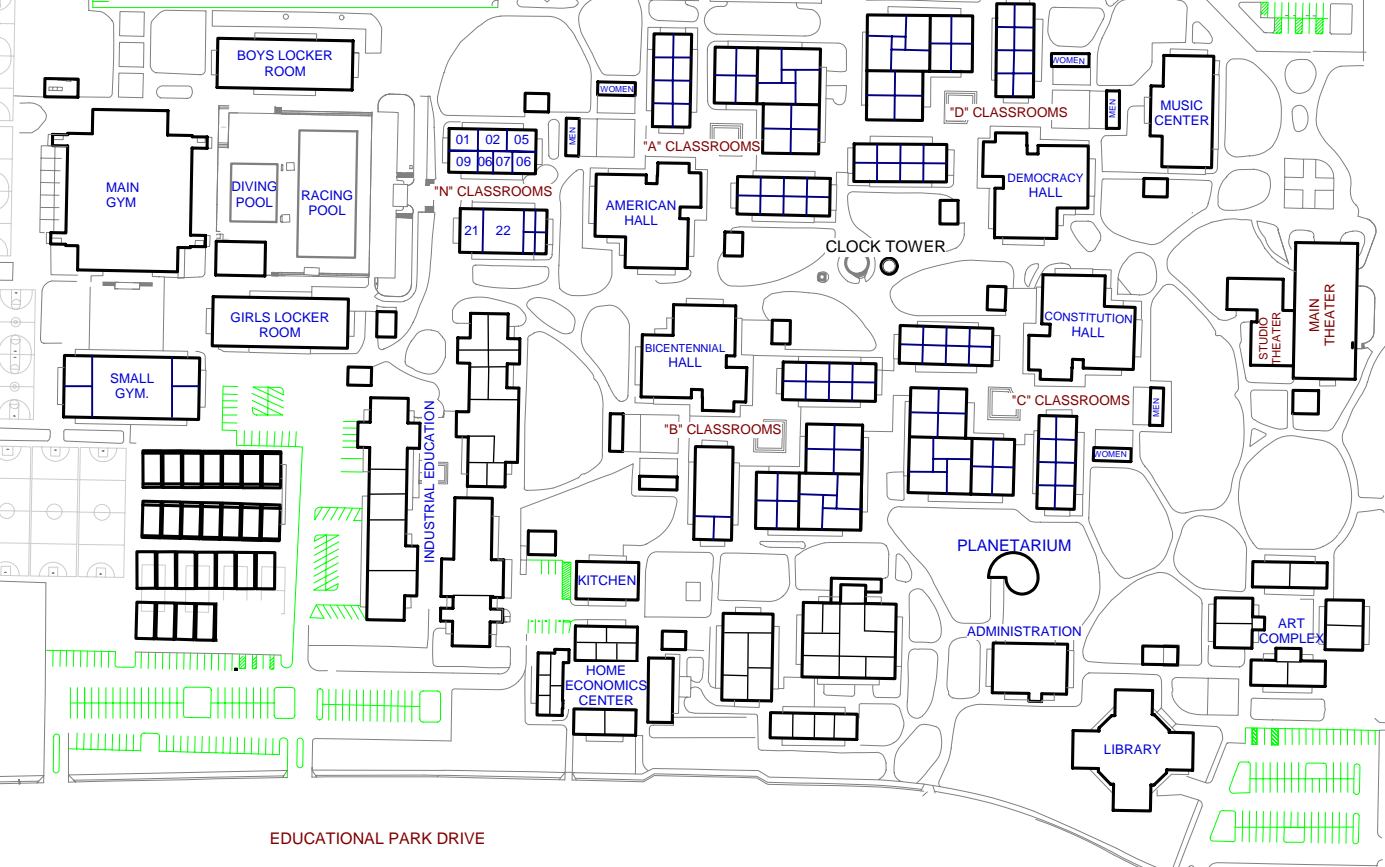 BOYS LOCKER
ROOM
WOMEN
MEN
"A" CLASSROOMS
WOMEN
"D" CLASSROOMS
MEN
MUSIC
CENTER
01 02 05
09 06 07 06
"N" CLASSROOMS
21 22
MAIN
GYM
DIVING
POOL
RACING
POOL
AMERICAN
HALL
DEMOCRACY
HALL
CLOCK TOWER
GIRLS LOCKER
ROOM
BICENTENNIAL
HALL
CONSTITUTION
HALL
STUDIO
THEATER
MAIN
THEATER
SMALL
GYM.
INDUSTRIAL EDUCATION
"B" CLASSROOMS
"C" CLASSROOMS
MEN
WOMEN
PLANETARIUM
KITCHEN
ADMINISTRATION
ART
COMPLEX
HOME
ECONOMICS
CENTER
LIBRARY
EDUCATIONAL PARK DRIVE